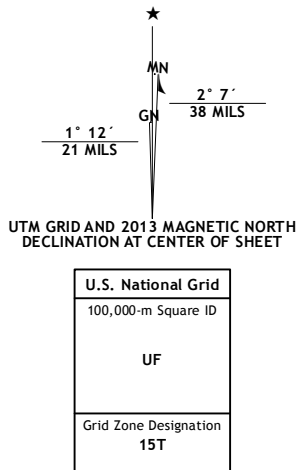 ★
MN
2° 7´
38 MILS
GN
1° 12´
21 MILS
UTM GRID AND 2013 MAGNETIC NORTH
DECLINATION AT CENTER OF SHEET
U.S. National Grid
100,000-m Square ID
UF
Grid Zone Designation
15T